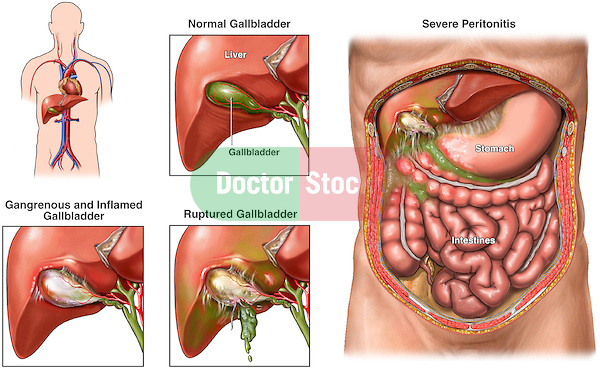 Normal Gallbladder
Liver
Gallbladder
Severe Peritonitis
Stomach
Intestines
Doctor Stoc
Gangrenous and Inflamed
Gallbladder
Ruptured Gallbladder